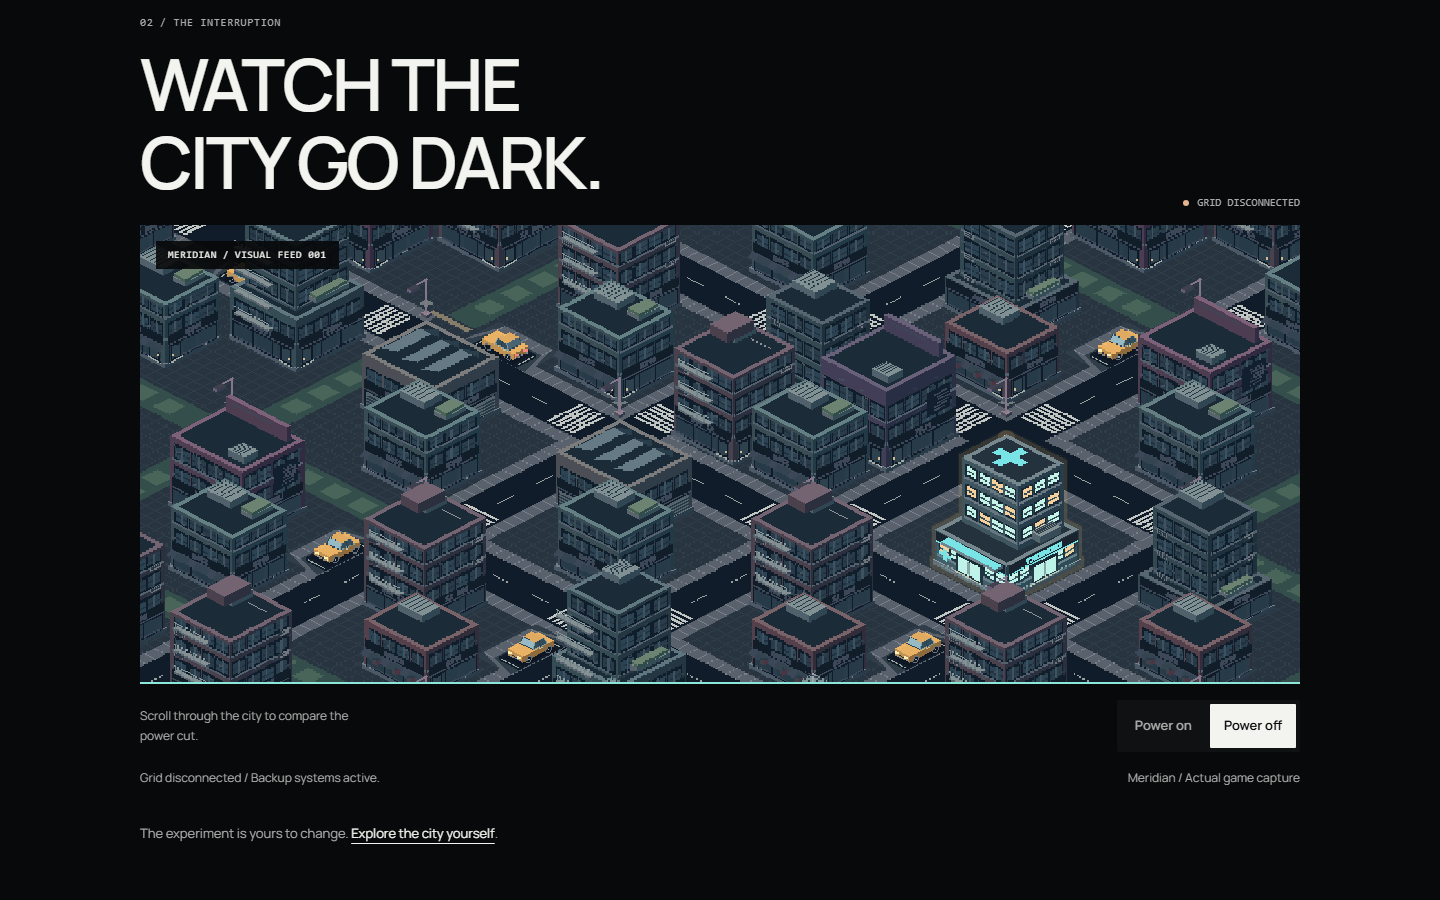 02 / THE INTERRUPTION
WATCH THE
CITY GO DARK.
GRID DISCONNECTED
MERIDIAN / VISUAL FEED 001
Scroll through the city to compare the
power cut.
Power on
Power off
Grid disconnected / Backup systems active.
Meridian / Actual game capture
The experiment is yours to change. Explore the city yourself.